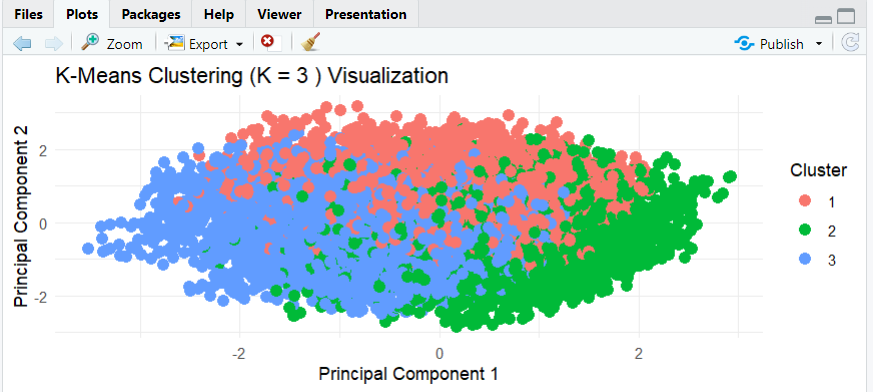 Files Plots Packages Help Viewer Presentation
Zoom Export Publish
K-Means Clustering (K = 3 ) Visualization
Principal Component 2
2
0
-2
-2 0 2
Principal Component 1
Cluster
1
2
3